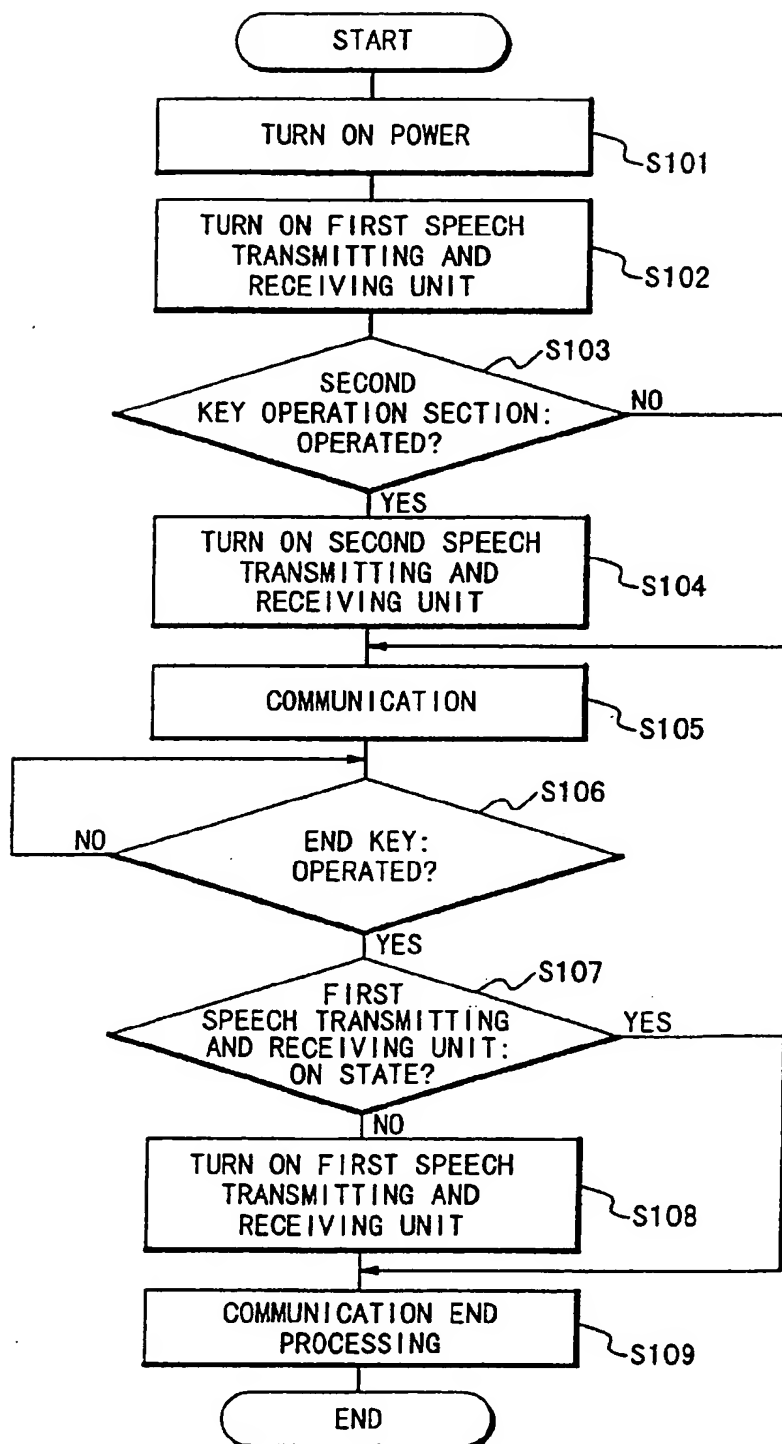 START
TURN ON POWER
S101
TURN ON FIRST SPEECH
TRANSMITTING AND
RECEIVING UNIT
S102
S103
SECOND
KEY OPERATION SECTION:
OPERATED?
NO
YES
TURN ON SECOND SPEECH
TRANSMITTING AND
RECEIVING UNIT
S104
COMMUNICATION
S105
S106
END KEY:
OPERATED?
NO
YES
S107
FIRST
SPEECH TRANSMITTING
AND RECEIVING UNIT:
ON STATE?
YES
NO
TURN ON FIRST SPEECH
TRANSMITTING AND
RECEIVING UNIT
S108
COMMUNICATION END
PROCESSING
S109
END